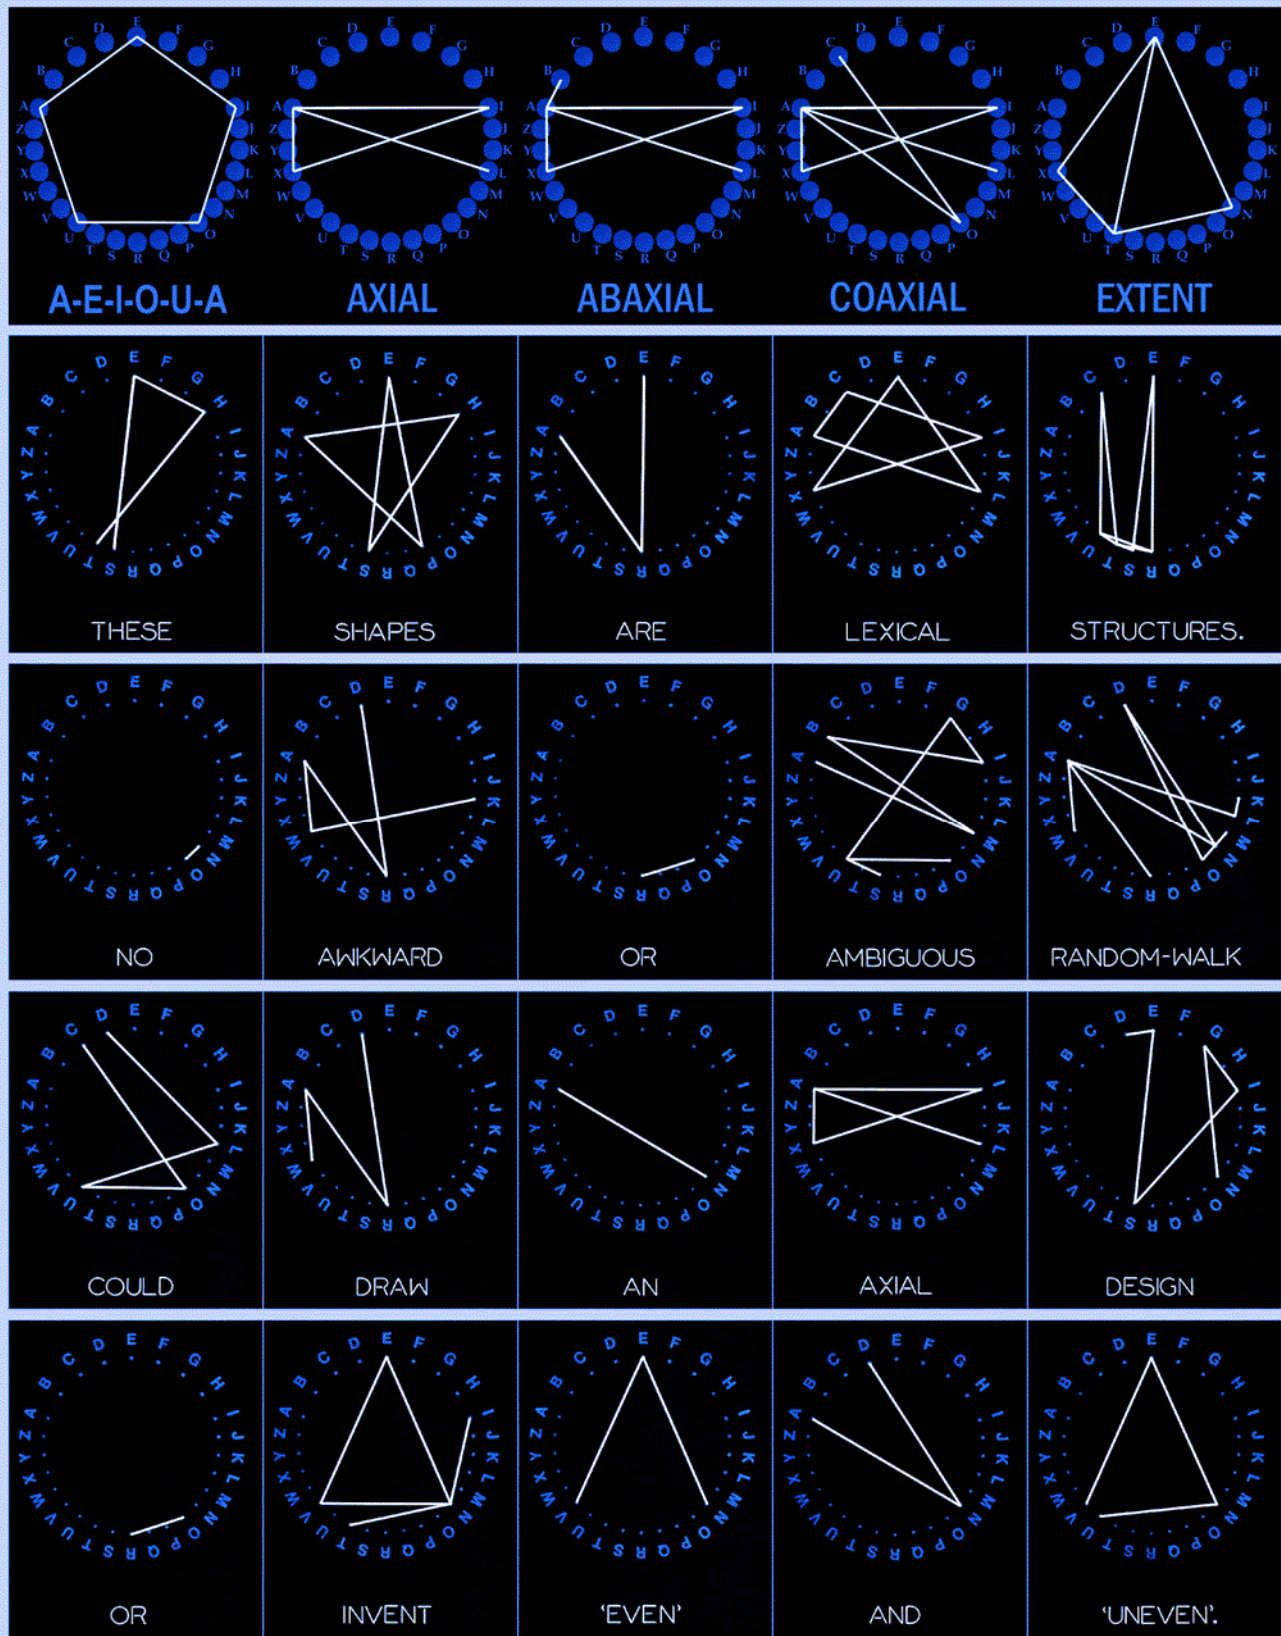 A-E-I-O-U-A AXIAL ABAXIAL COAXIAL EXTENT
THESE SHAPES ARE LEXICAL STRUCTURES.
NO AWKWARD OR AMBIGUOUS RANDOM-WALK
COULD DRAW AN AXIAL DESIGN
OR INVENT 'EVEN' AND 'UNEVEN'.